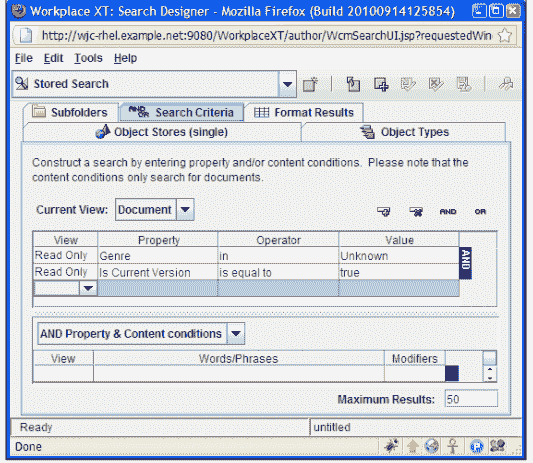 Workplace XT: Search Designer - Mozilla Firefox (Build 20100914125854)
http://wjc-rhel.example.net:9080/WorkplaceXT/author/WcmSearchUI.jsp?requestedWin
File Edit Tools Help
Stored Search
Subfolders AND OR Search Criteria Format Results
Object Stores (single) Object Types
Construct a search by entering property and/or content conditions. Please note that the
content conditions only search for documents.
Current View: Document AND OR
View Property Operator Value
Read Only Genre in Unknown
Read Only Is Current Version is equal to true
AND
AND Property & Content conditions
View Words/Phrases Modifiers
Maximum Results: 50
Ready untitled
Done